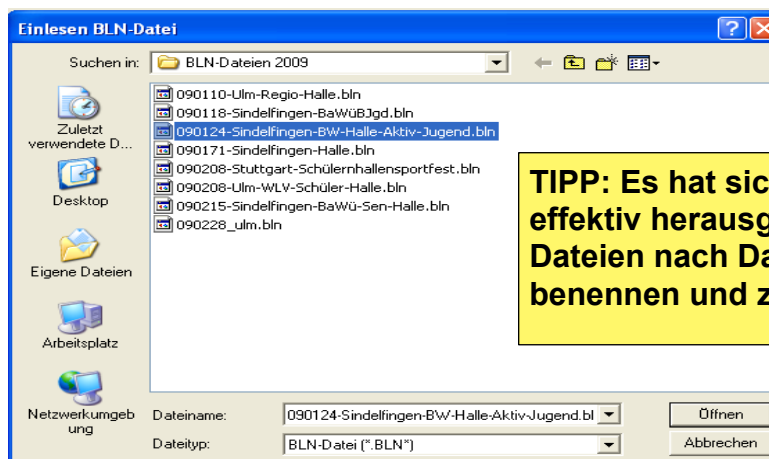 Einlesen BLN-Datei
Suchen in:
BLN-Dateien 2009
090110-Ulm-Regio-Halle.bln
090118-Sindelfingen-BaWüBJgd.bln
090124-Sindelfingen-BW-Halle-Aktiv-Jugend.bln
090171-Sindelfingen-Halle.bln
090208-Stuttgart-Schülernhallensportfest.bln
090208-Ulm-WLV-Schüler-Halle.bln
090215-Sindelfingen-BaWü-Sen-Halle.bln
090228_ulm.bln
Zuletzt
verwendete D...
Desktop
Eigene Dateien
Arbeitsplatz
Netzwerkumgeb
ung
TIPP: Es hat sic
effektiv herausg
Dateien nach Da
benennen und z
Dateiname:
090124-Sindelfingen-BW-Halle-Aktiv-Jugend.bl
Öffnen
Dateityp:
BLN-Datei (*.BLN*)
Abbrechen